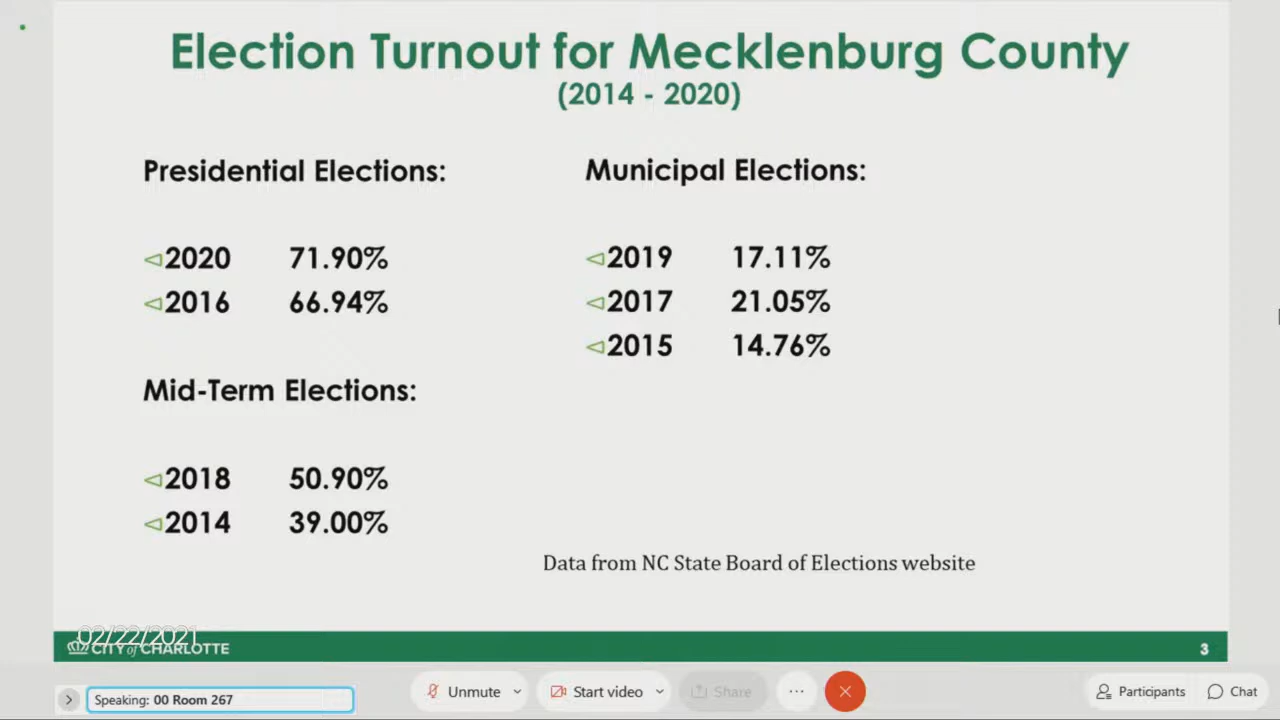 Election Turnout for Mecklenburg County
(2014 - 2020)
Presidential Elections:
2020 71.90%
2016 66.94%
Mid-Term Elections:
2018 50.90%
2014 39.00%
Municipal Elections:
2019 17.11%
2017 21.05%
2015 14.76%
Data from NC State Board of Elections website
02/22/2021
CITY of CHARLOTTE
3
Speaking: 00 Room 267
Unmute
Start video
Share
Participants
Chat